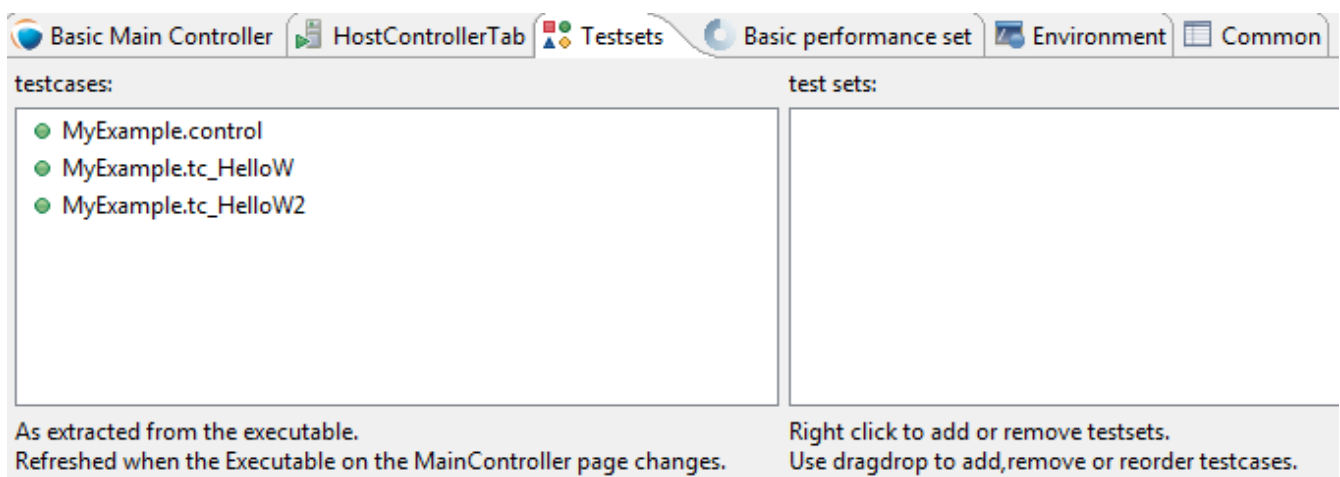 Basic Main Controller HostControllerTab Testsets Basic performance set Environment Common
testcases: test sets:
MyExample.control
MyExample.tc_HelloW
MyExample.tc_HelloW2
As extracted from the executable. Right click to add or remove testsets.
Refreshed when the Executable on the MainController page changes. Use dragdrop to add,remove or reorder testcases.